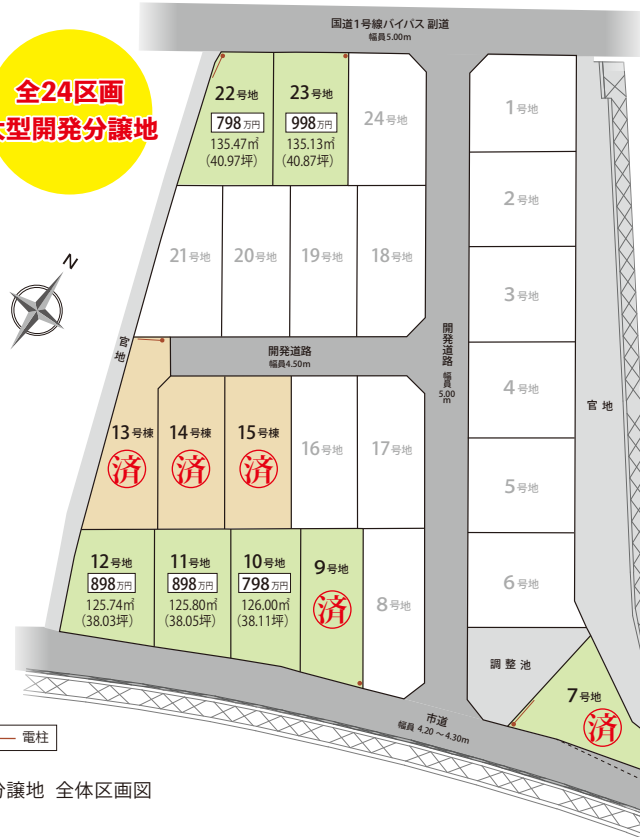 国道1号線バイパス 副道
幅員5.00m
全24区画
大型開発分譲地
22号地
798万円
135.47㎡
(40.97坪)
23号地
998万円
135.13㎡
(40.87坪)
24号地
1号地
2号地
3号地
4号地
5号地
6号地
21号地
20号地
19号地
18号地
N
官地
開発道路
幅員4.50m
開発道路 幅員5.00m
官地
13号棟
済
14号棟
済
15号棟
済
16号地
17号地
12号地
898万円
125.74㎡
(38.03坪)
11号地
898万円
125.80㎡
(38.05坪)
10号地
798万円
126.00㎡
(38.11坪)
9号地
済
8号地
調整池
7号地
済
市道
幅員 4.20～4.30m
電柱
分譲地 全体区画図